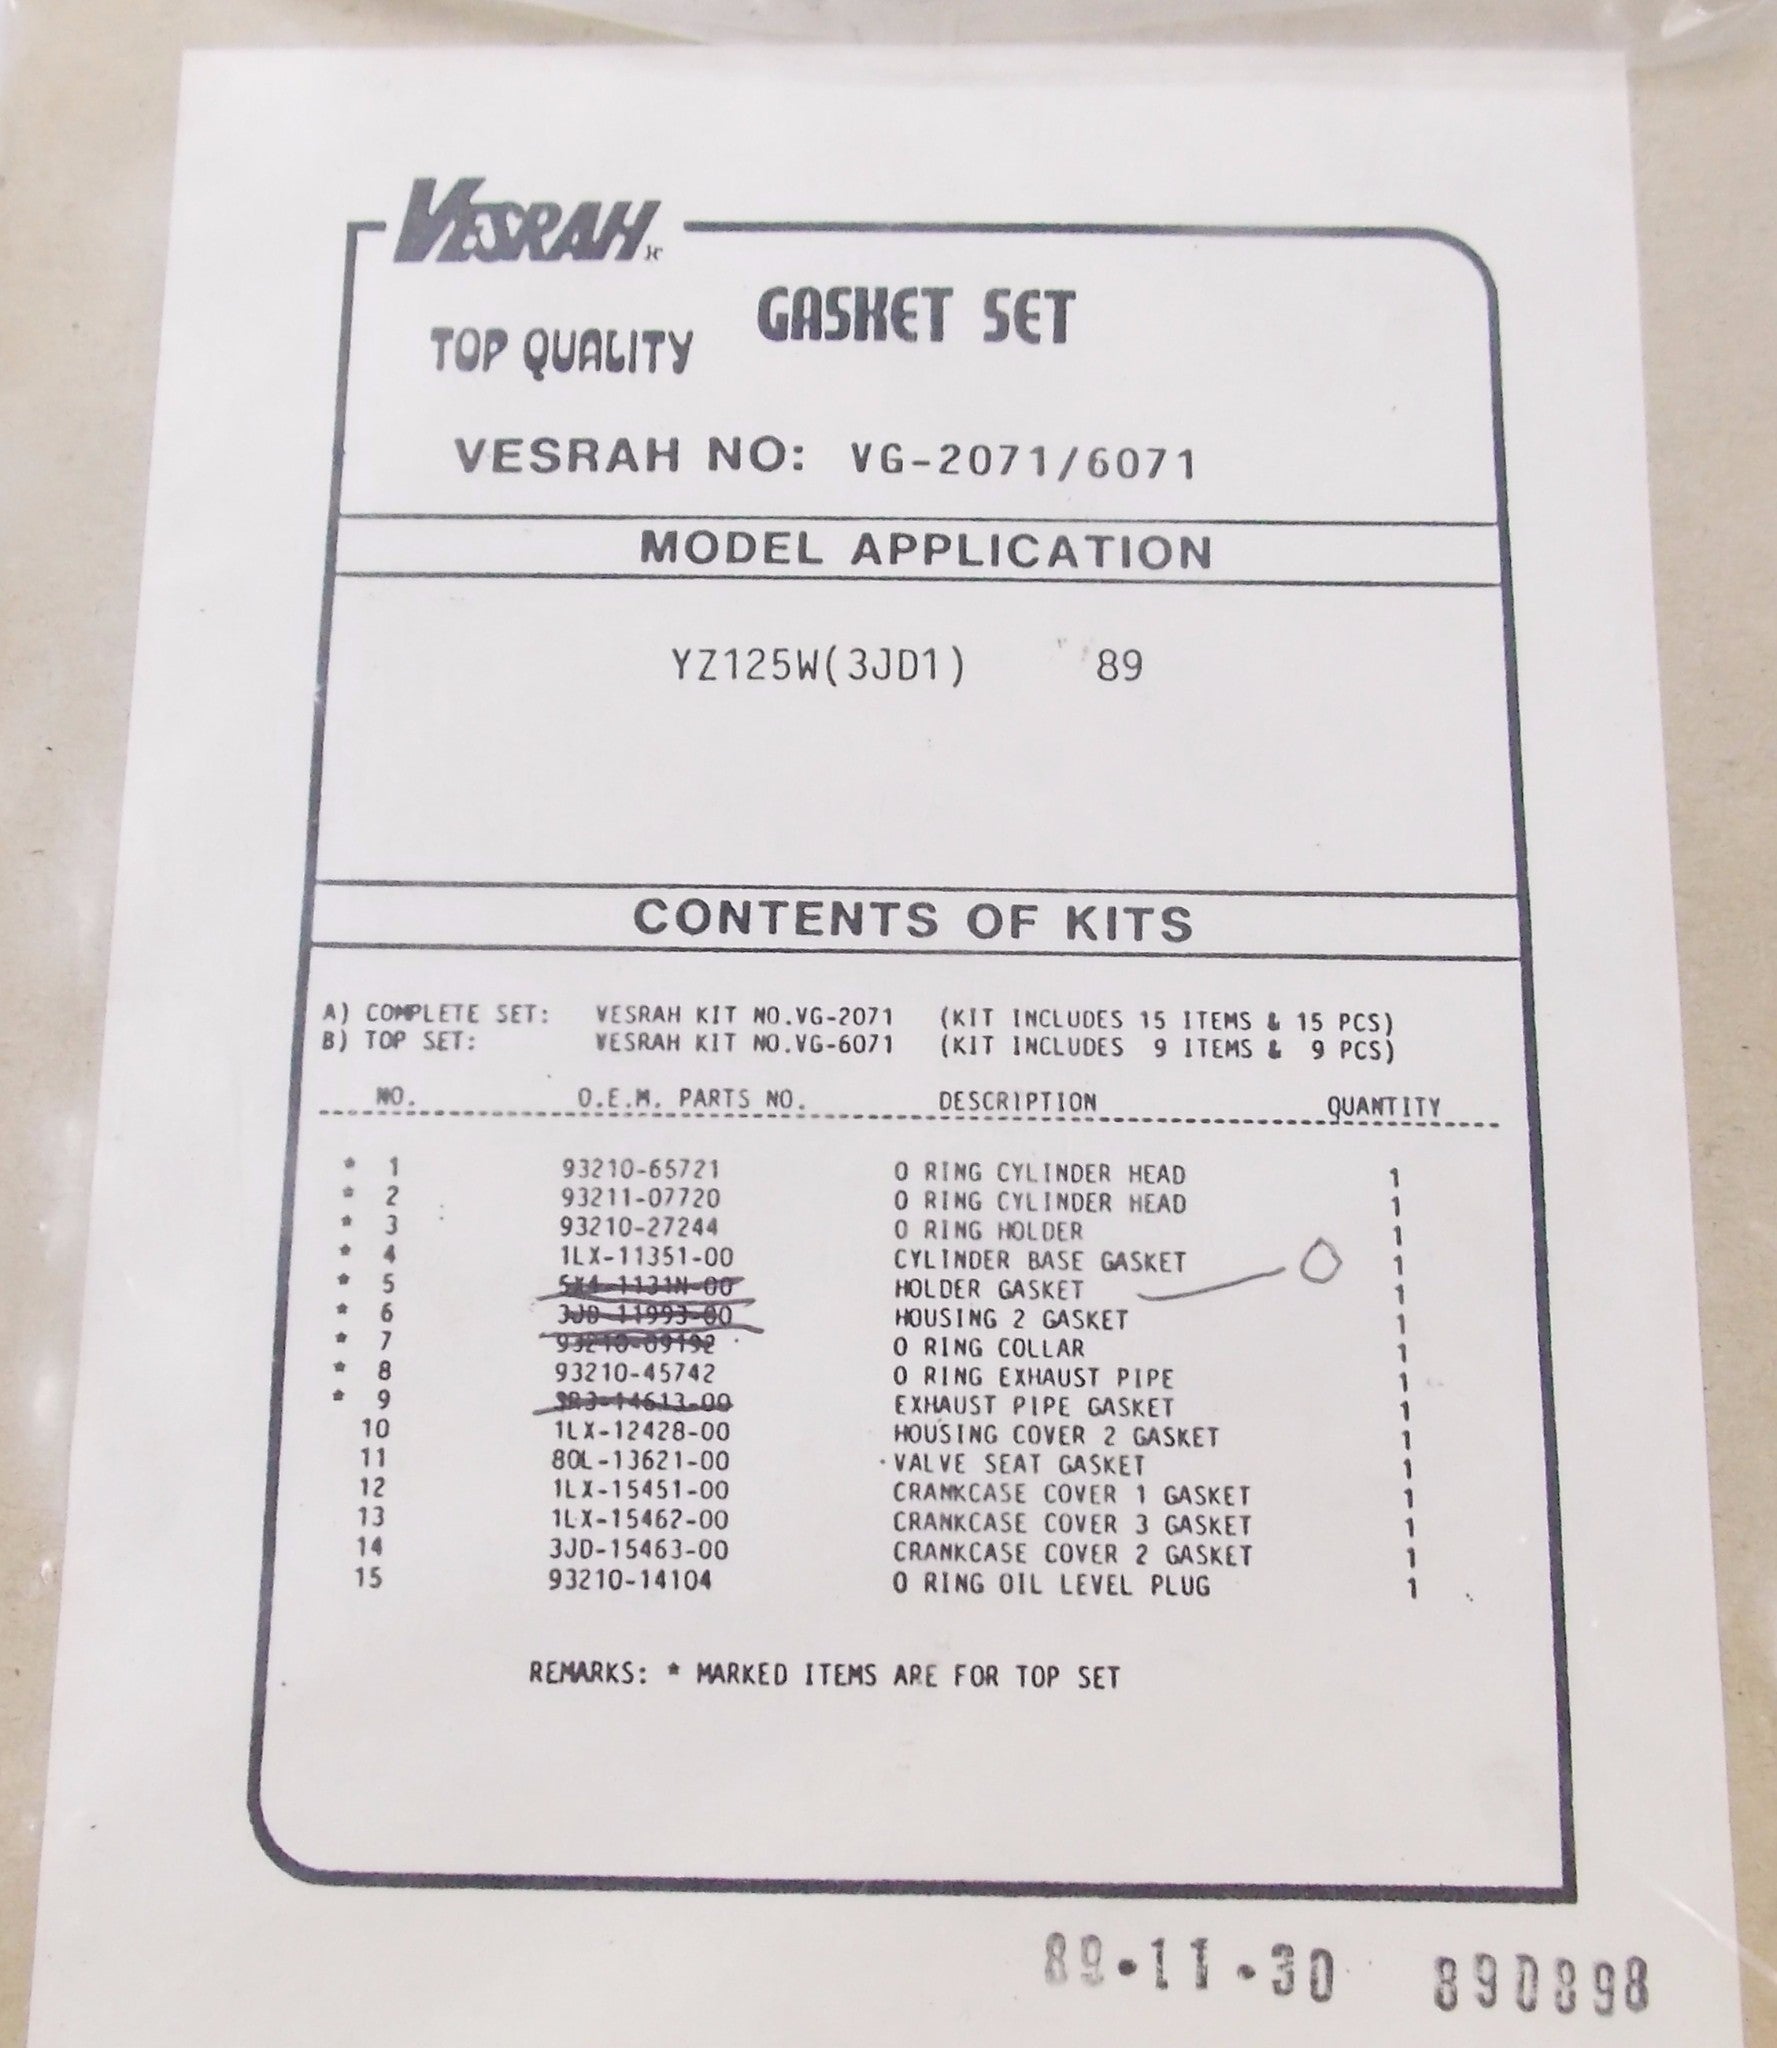 VESRAH
TOP QUALITY GASKET SET
VESRAH NO: VG-2071/6071
MODEL APPLICATION
YZ125W(3JD1) 89
CONTENTS OF KITS
A) COMPLETE SET: VESRAH KIT NO.VG-2071 (KIT INCLUDES 15 ITEMS & 15 PCS)
B) TOP SET: VESRAH KIT NO.VG-6071 (KIT INCLUDES 9 ITEMS & 9 PCS)
NO. O.E.M. PARTS NO. DESCRIPTION QUANTITY
* 1 93210-65721 O RING CYLINDER HEAD 1
* 2 93211-07720 O RING CYLINDER HEAD 1
* 3 93210-27244 O RING HOLDER 1
* 4 1LX-11351-00 CYLINDER BASE GASKET 1
* 5 HOLDER GASKET O 1
* 6 3JD-11993-00 HOUSING 2 GASKET 1
* 7 93210-09192 O RING COLLAR 1
* 8 93210-45742 O RING EXHAUST PIPE 1
* 9 EXHAUST PIPE GASKET 1
10 1LX-12428-00 HOUSING COVER 2 GASKET 1
11 80L-13621-00 VALVE SEAT GASKET 1
12 1LX-15451-00 CRANKCASE COVER 1 GASKET 1
13 1LX-15462-00 CRANKCASE COVER 3 GASKET 1
14 3JD-15463-00 CRANKCASE COVER 2 GASKET 1
15 93210-14104 O RING OIL LEVEL PLUG 1
REMARKS: * MARKED ITEMS ARE FOR TOP SET
89·11·30 890898